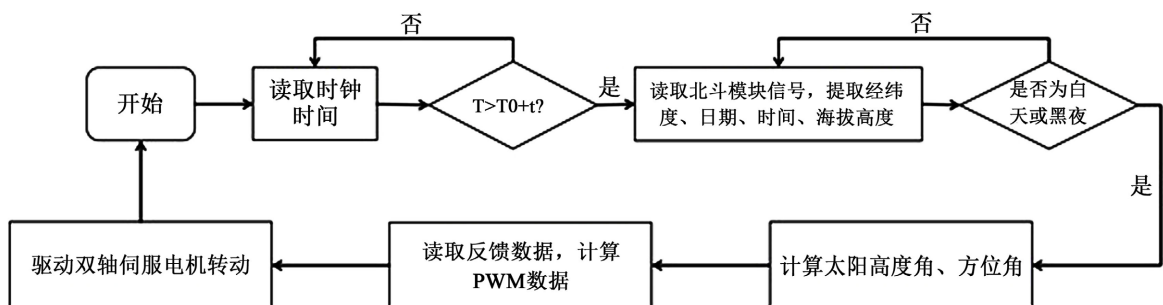 否
否
开始
读取时钟
时间
T>T0+t?
是
读取北斗模块信号，提取经纬
度、日期、时间、海拔高度
是否为白
天或黑夜
是
驱动双轴伺服电机转动
读取反馈数据，计算
PWM数据
计算太阳高度角、方位角